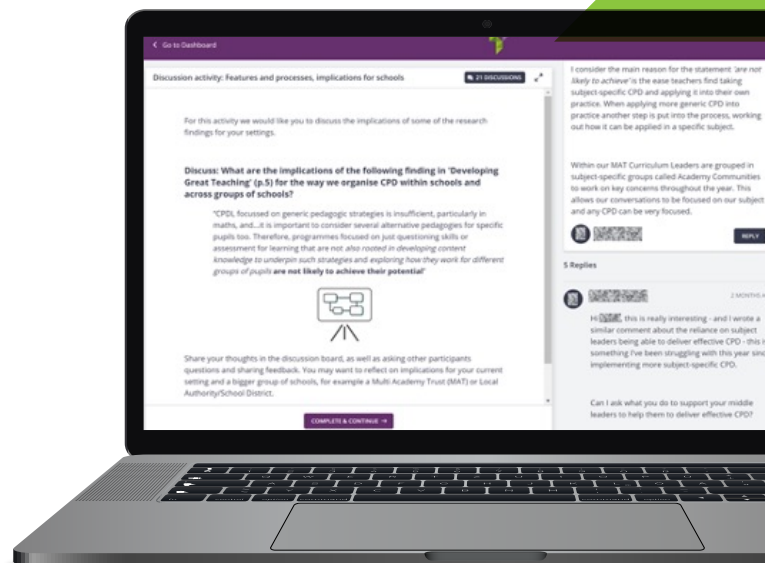 Go to Dashboard
Discussion activity: Features and processes, implications for schools
21 DISCUSSIONS
For this activity we would like you to discuss the implications of some of the research
findings for your settings.
Discuss: What are the implications of the following finding in 'Developing
Great Teaching' (p.5) for the way we organise CPD within schools and
across groups of schools?
"CPDL focussed on generic pedagogic strategies is insufficient, particularly in
maths, and...it is important to consider several alternative pedagogies for specific
pupils too. Therefore, programmes focused on just questioning skills or
assessment for learning that are not also rooted in developing content
knowledge to underpin such strategies and exploring how they work for different
groups of pupils are not likely to achieve their potential'
Share your thoughts in the discussion board, as well as asking other participants
questions and sharing feedback. You may want to reflect on implications for your current
setting and a bigger group of schools, for example a Multi Academy Trust (MAT) or Local
Authority/School District.
COMPLETE & CONTINUE →
I consider the main reason for the statement 'are not
likely to achieve' is the ease teachers find taking
subject-specific CPD and applying it into their own
practice. When applying more generic CPD into
practice another step is put into the process, working
out how it can be applied in a specific subject.
Within our MAT Curriculum Leaders are grouped in
subject-specific groups called Academy Communities
to work on key concerns throughout the year. This
allows our conversations to be focused on our subject
and any CPD can be very focused.
REPLY
5 Replies
2 MONTHS
Hi
, this is really interesting - and I wrote a
similar comment about the reliance on subject
leaders being able to deliver effective CPD - this is
something I've been struggling with this year
implementing more subject-specific CPD.
Can I ask what you do to support your middle
leaders to help them to deliver effective CPD?